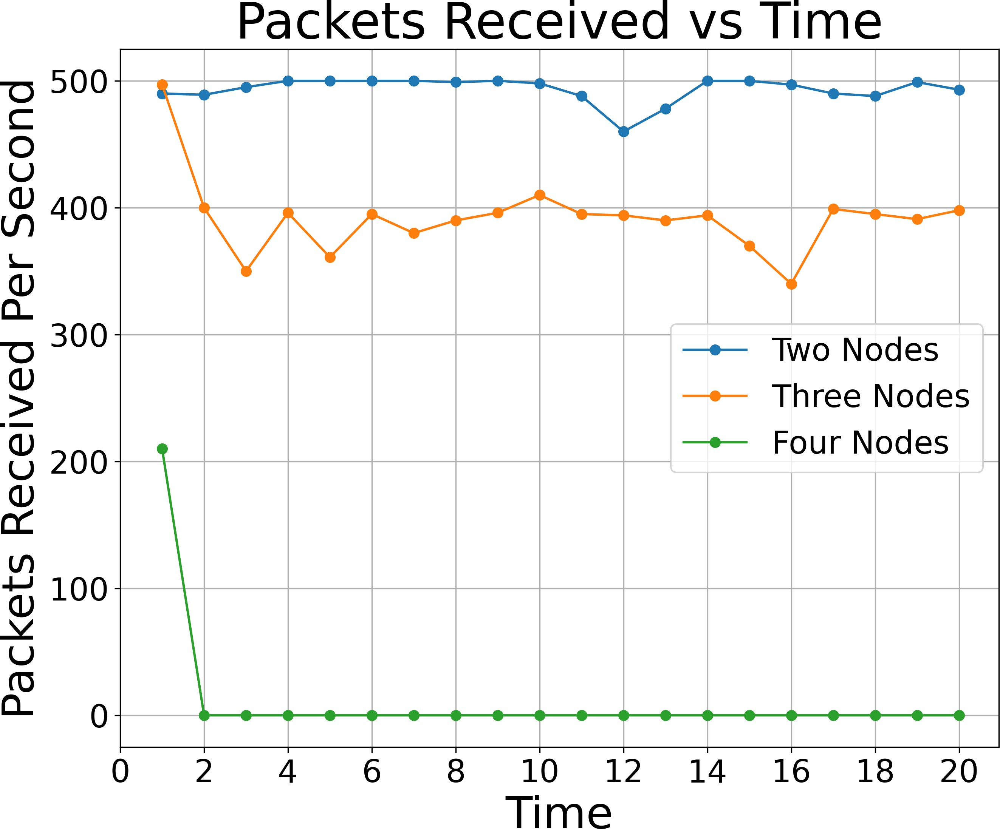 Packets Received vs Time
Packets Received Per Second
500
400
300
200
100
0
Two Nodes
Three Nodes
Four Nodes
0 2 4 6 8 10 12 14 16 18 20
Time